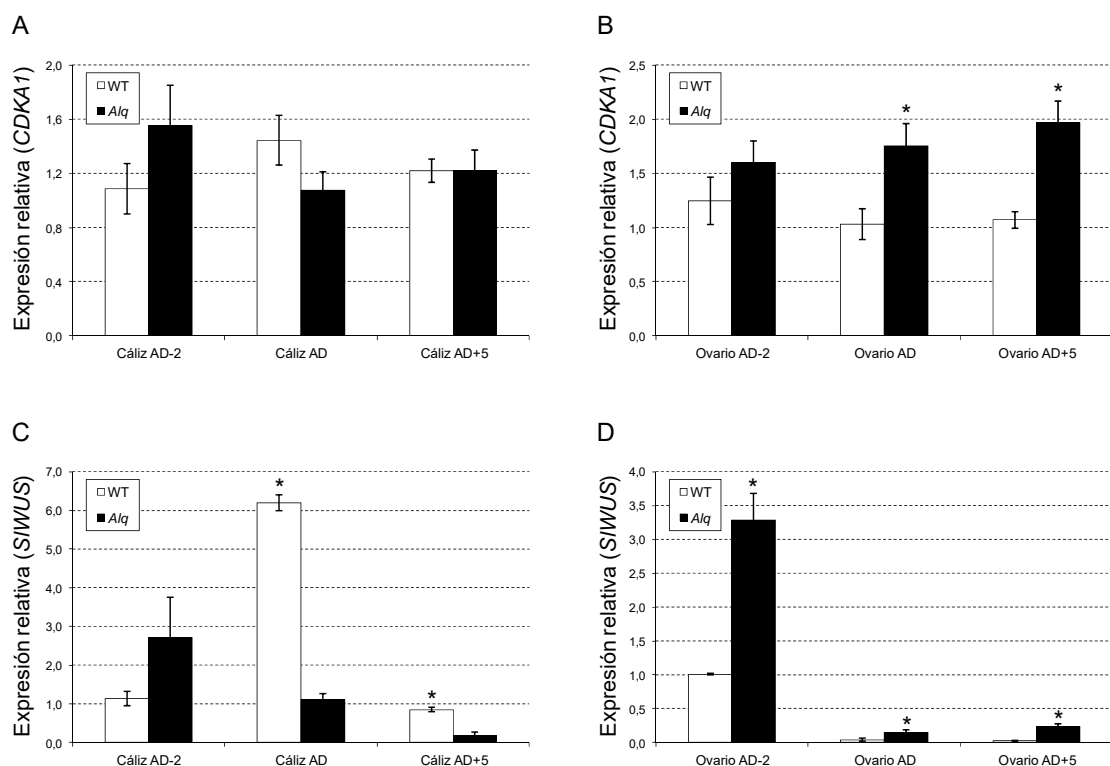 A
Expresión relativa (CDKA1)
2,0
1,6
1,2
0,8
0,4
0,0
WT
Alq
Cáliz AD-2
Cáliz AD
Cáliz AD+5
B
Expresión relativa (CDKA1)
2,5
2,0
1,5
1,0
0,5
0,0
WT
Alq
*
*
Ovario AD-2
Ovario AD
Ovario AD+5
C
Expresión relativa (SlWUS)
7,0
6,0
5,0
4,0
3,0
2,0
1,0
0,0
WT
Alq
*
*
Cáliz AD-2
Cáliz AD
Cáliz AD+5
D
Expresión relativa (SlWUS)
4,0
3,5
3,0
2,5
2,0
1,5
1,0
0,5
0,0
WT
Alq
*
*
*
Ovario AD-2
Ovario AD
Ovario AD+5